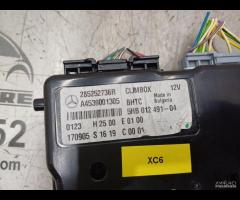 285252736R CLIMBOX 12V
A4539001305 BHTC Made in Bulgaria
5HB 012 491-04
0123 H 25 00 E 01 00
170905 S 16 19 C 00 01
XC6
52